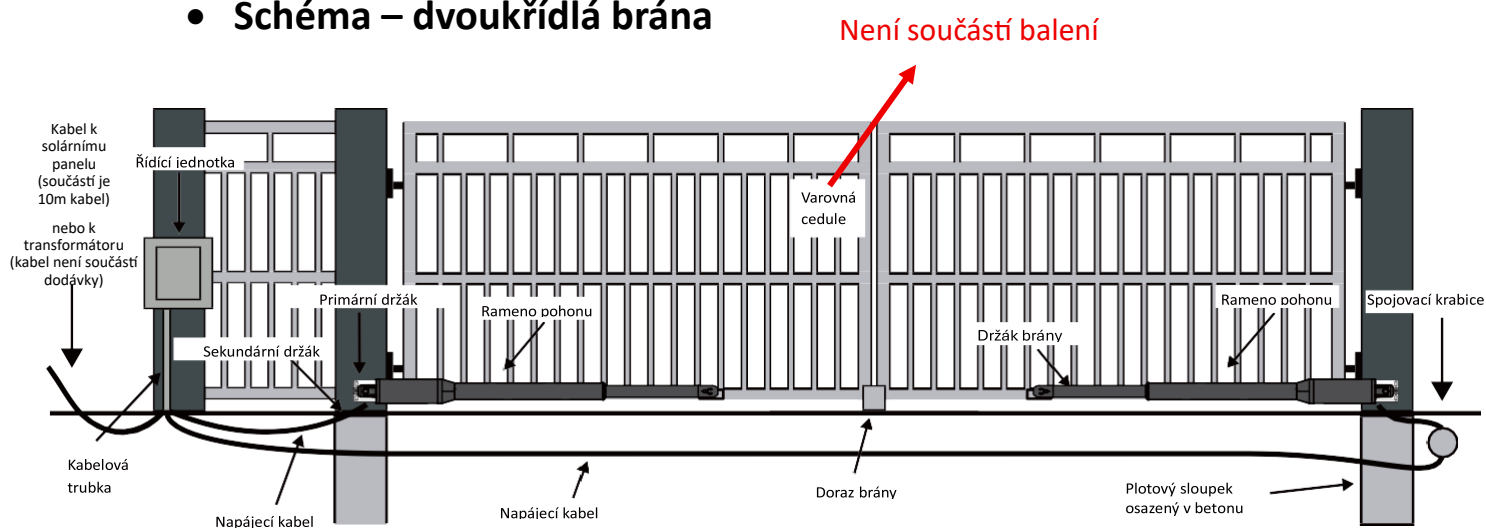 • Schéma – dvoukřídlá brána
Není součástí balení
Kabel k
solárnímu
panelu
(součástí je
10m kabel)
nebo k
transformátoru
(kabel není součástí
dodávky)
Řídící jednotka
Varovná
cedule
Primární držák
Rameno pohonu
Sekundární držák
Držák brány
Rameno pohonu
Spojovací krabice
Kabelová
trubka
Napájecí kabel
Napájecí kabel
Doraz brány
Plotový sloupek
osazený v betonu